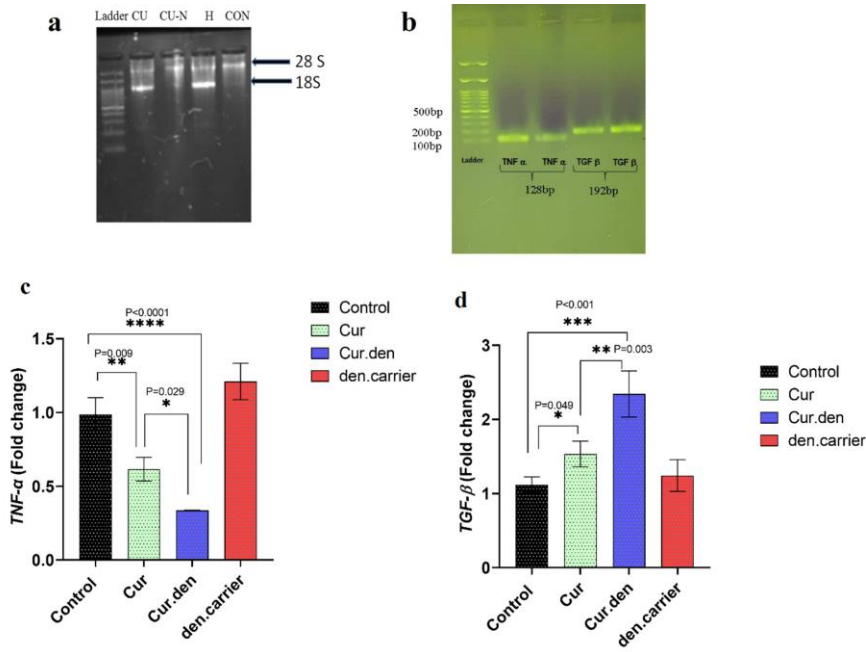 a
Ladder CU CU-N H CON
28 S
18S
b
500bp
200bp
100bp
Ladder
TNF α TNF α TGF β TGF β
128bp 192bp
c
P<0.0001
****
P=0.009
**
P=0.029
*
TNF-α (Fold change)
1.5
1.0
0.5
0.0
Control
Cur
Cur.den
den.carrier
Control
Cur
Cur.den
den.carrier
d
P<0.001
***
** P=0.003
P=0.049
*
TGF-β (Fold change)
3
2
1
0
Control
Cur
Cur.den
den.carrier
Control
Cur
Cur.den
den.carrier